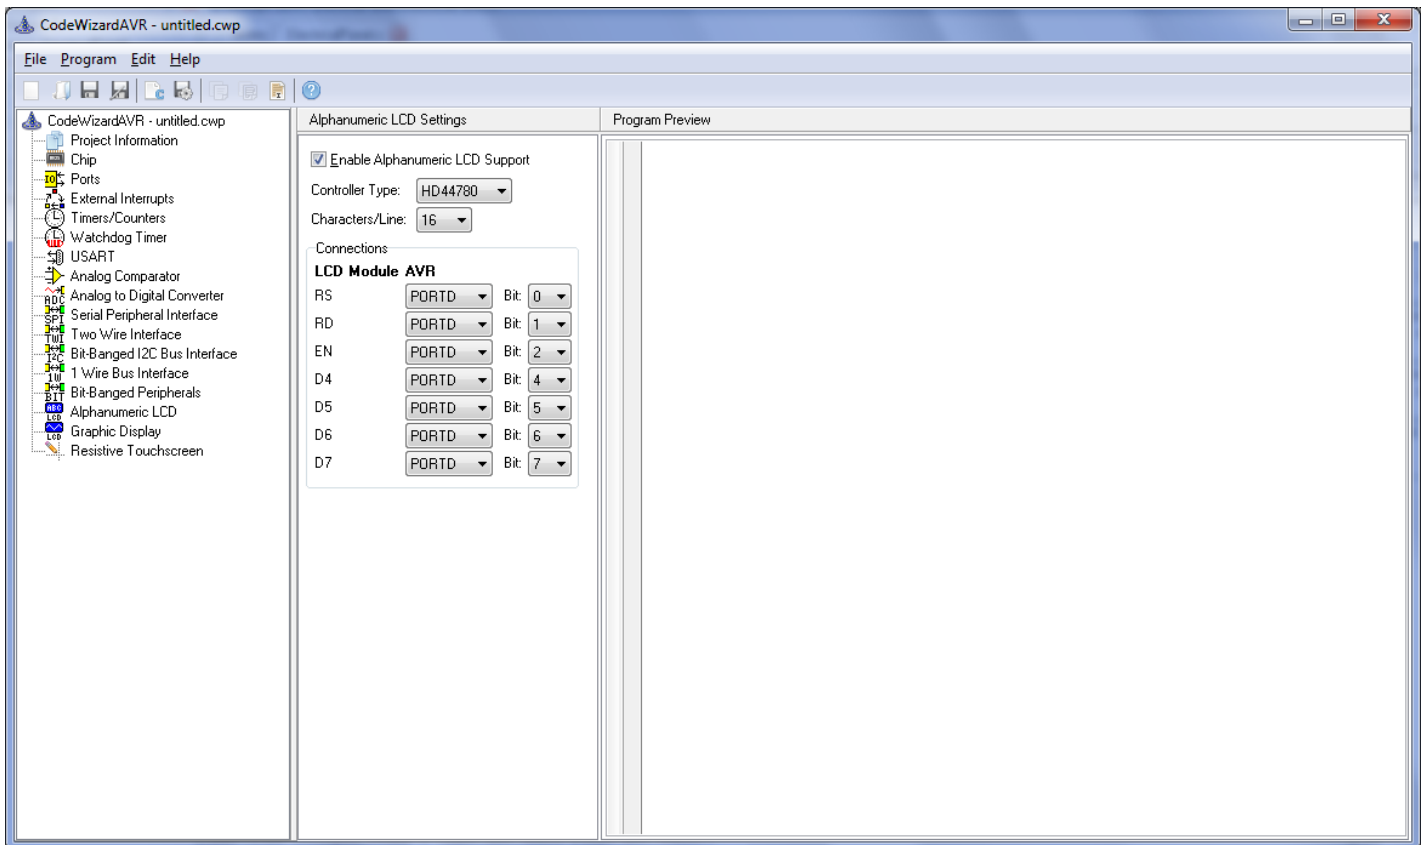 CodeWizardAVR - untitled.cwp
File Program Edit Help
CodeWizardAVR - untitled.cwp
Project Information
Chip
Ports
External Interrupts
Timers/Counters
Watchdog Timer
USART
Analog Comparator
Analog to Digital Converter
Serial Peripheral Interface
Two Wire Interface
Bit-Banged I2C Bus Interface
1 Wire Bus Interface
Bit-Banged Peripherals
Alphanumeric LCD
Graphic Display
Resistive Touchscreen
Alphanumeric LCD Settings
Enable Alphanumeric LCD Support
Controller Type: HD44780
Characters/Line: 16
Connections
LCD Module AVR
RS PORTD Bit: 0
RD PORTD Bit: 1
EN PORTD Bit: 2
D4 PORTD Bit: 4
D5 PORTD Bit: 5
D6 PORTD Bit: 6
D7 PORTD Bit: 7
Program Preview